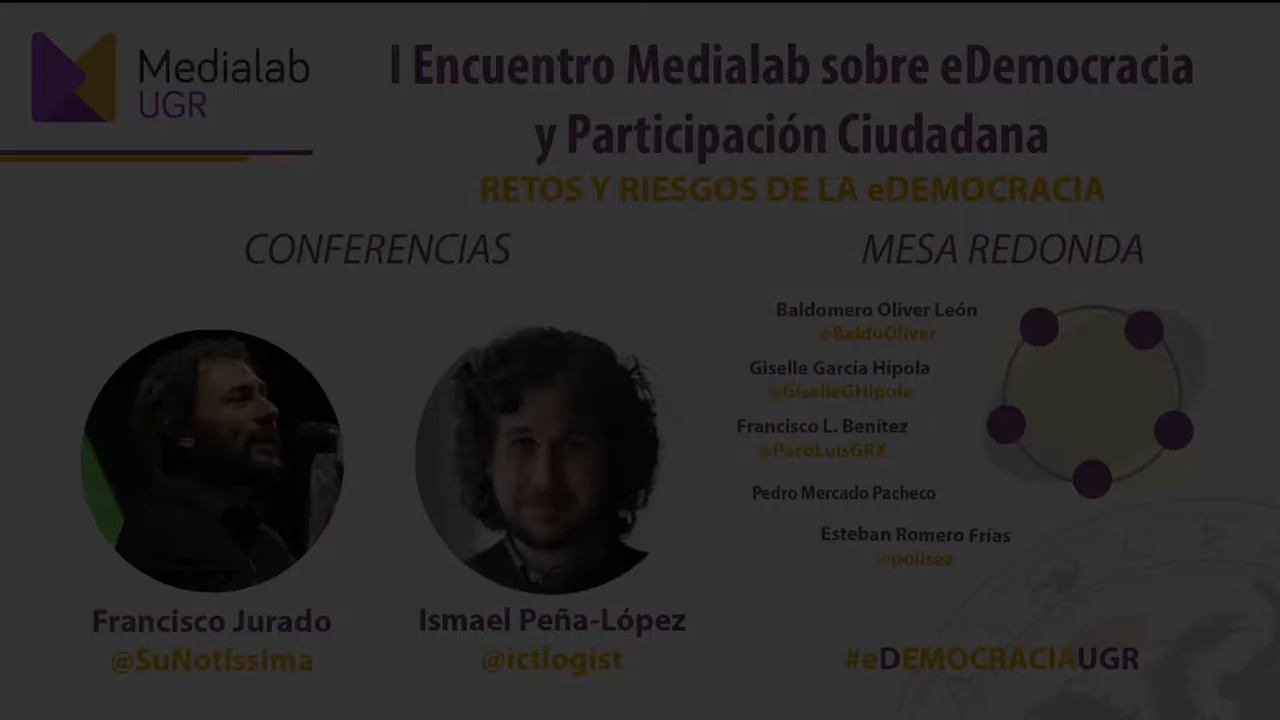 Medialab
UGR
I Encuentro Medialab sobre eDemocracia
y Participación Ciudadana
RETOS Y RIESGOS DE LA eDEMOCRACIA
CONFERENCIAS
Francisco Jurado
@SuNotissima
Ismael Peña-López
@ictlogist
MESA REDONDA
Baldomero Oliver León
@BaldoOliver
Giselle García Hípola
@GiselleGHipola
Francisco L. Benítez
@PacoLuisGRX
Pedro Mercado Pacheco
Esteban Romero Frías
@polisea
#eDEMOCRACIAUGR